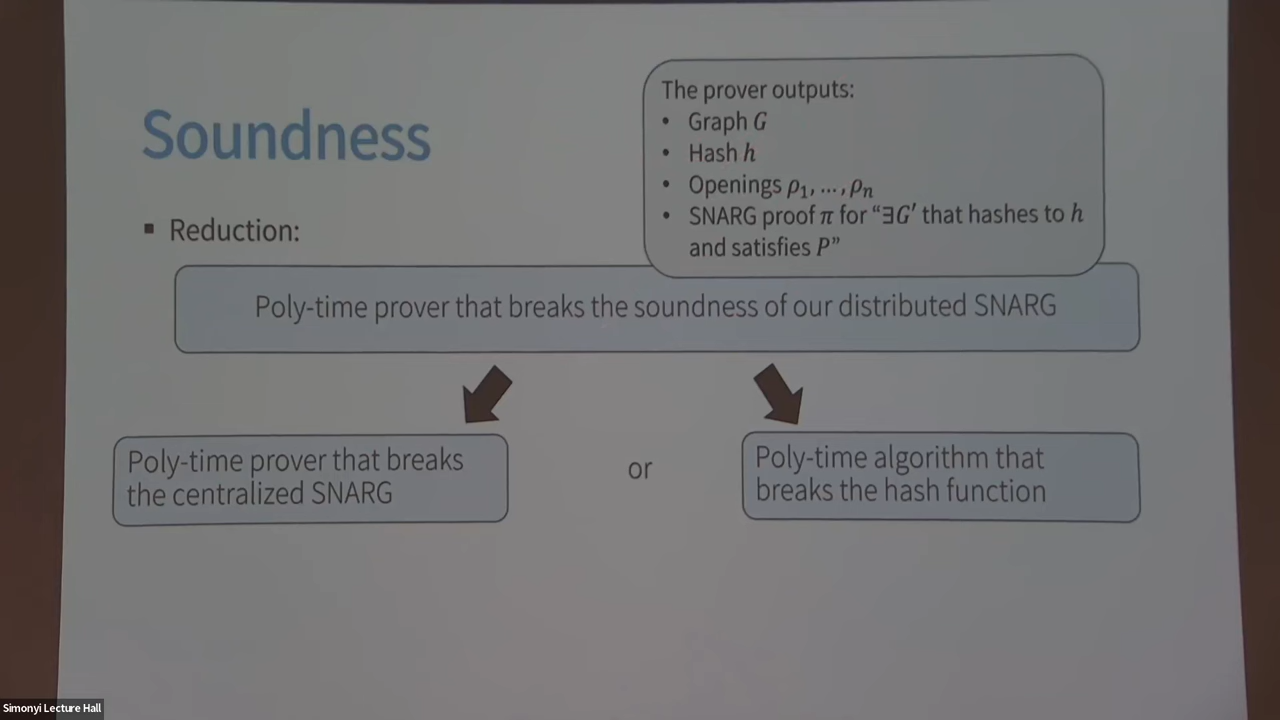 Soundness
The prover outputs:
• Graph G
• Hash h
• Openings ρ₁, ..., ρₙ
• SNARG proof π for “∃G′ that hashes to h
and satisfies P”
▪ Reduction:
Poly-time prover that breaks the soundness of our distributed SNARG
Poly-time prover that breaks
the centralized SNARG
or
Poly-time algorithm that
breaks the hash function
Simonyi Lecture Hall